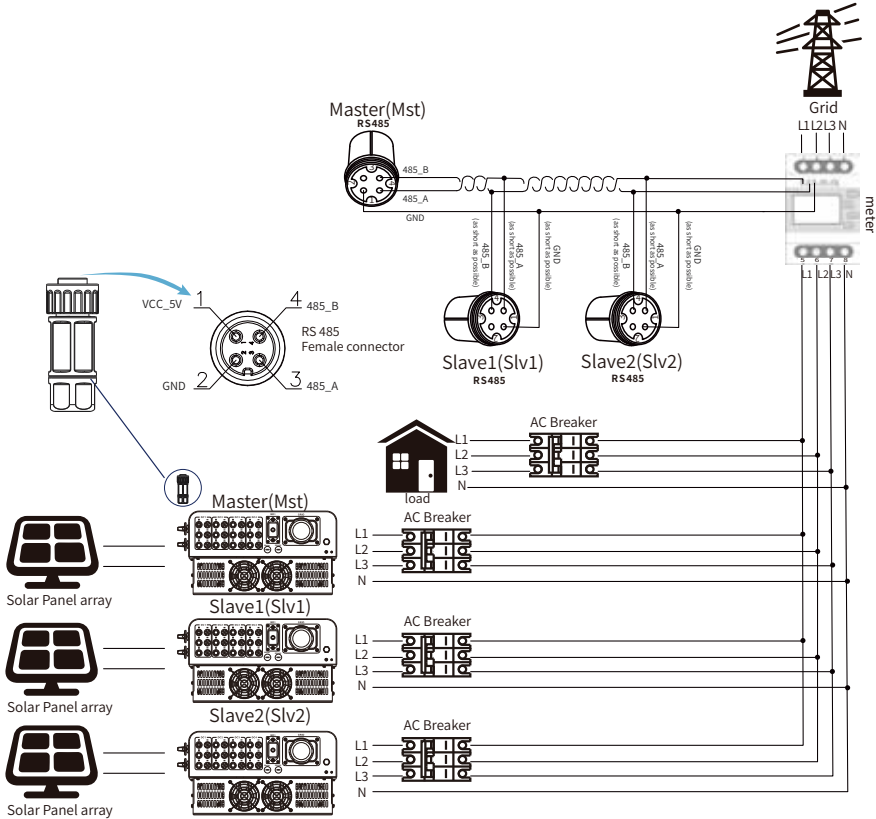 Grid
L1 L2 L3 N
Master(Mst)
RS485
485_B
485_A
GND
meter
5 6 7 8
L1 L2 L3 N
485_B
(as short as possible)
485_A
(as short as possible)
GND
(as short as possible)
485_B
(as short as possible)
485_A
(as short as possible)
GND
(as short as possible)
VCC_5V 1
4 485_B
RS 485
Female connector
GND 2
3 485_A
Slave1(Slv1)
RS485
Slave2(Slv2)
RS485
AC Breaker
L1
L2
L3
N
load
Master(Mst)
AC Breaker
L1
L2
L3
N
Solar Panel array
Slave1(Slv1)
AC Breaker
L1
L2
L3
N
Solar Panel array
Slave2(Slv2)
AC Breaker
L1
L2
L3
N
Solar Panel array